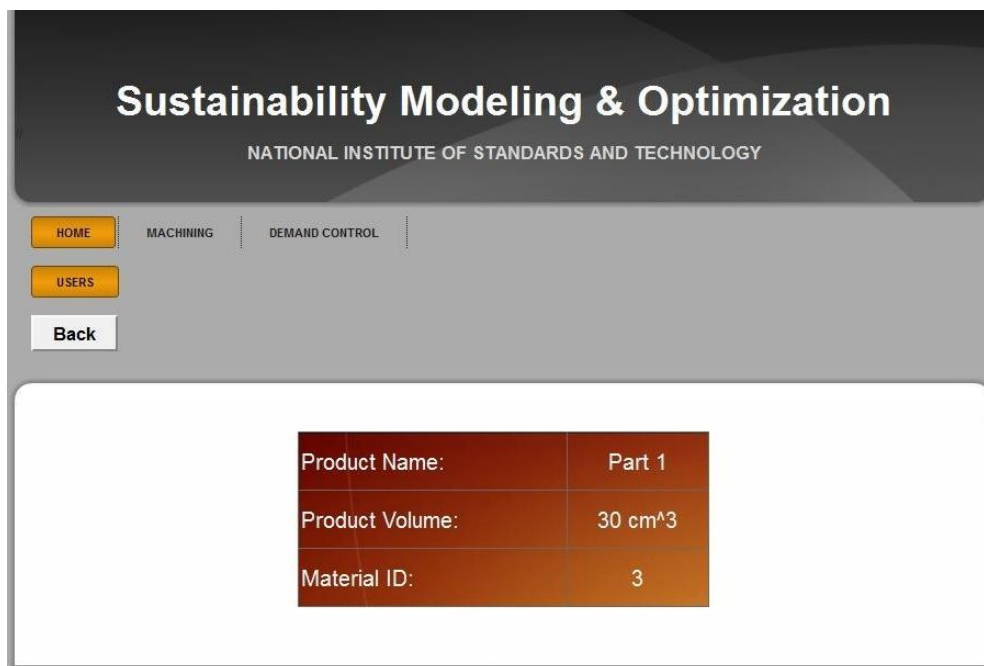 Sustainability Modeling & Optimization
NATIONAL INSTITUTE OF STANDARDS AND TECHNOLOGY
HOME MACHINING DEMAND CONTROL
USERS
Back
Product Name: Part 1
Product Volume: 30 cm^3
Material ID: 3